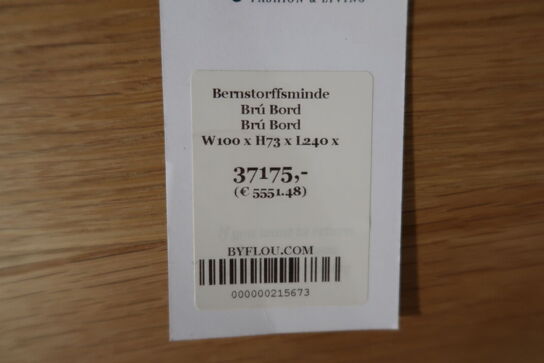 FASHION & LIVING
Bernstorffsminde
Brú Bord
Brú Bord
W100 x H73 x L240 x
37175,-
(€ 5551.48)
BYFLOU.COM
000000215673